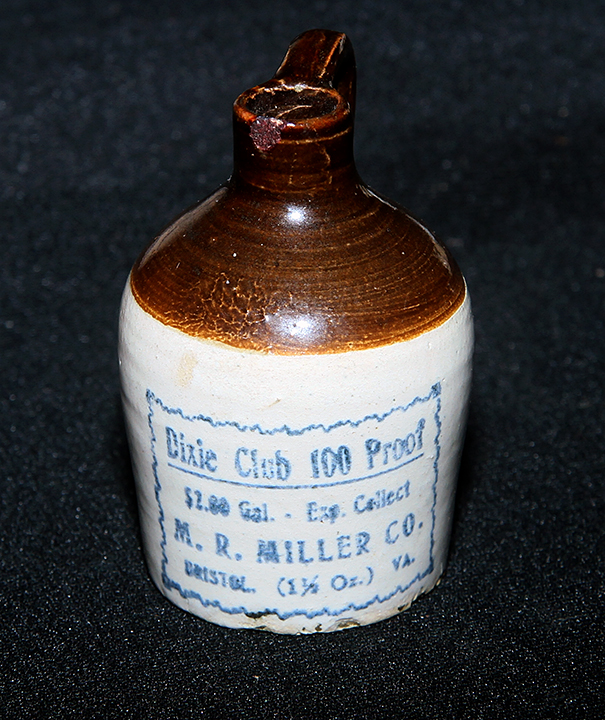 Dixie Club 100 Proof
$2.00 Gal. - Exp. Collect
M. R. MILLER CO.
BRISTOL. (1½ Oz.) VA.